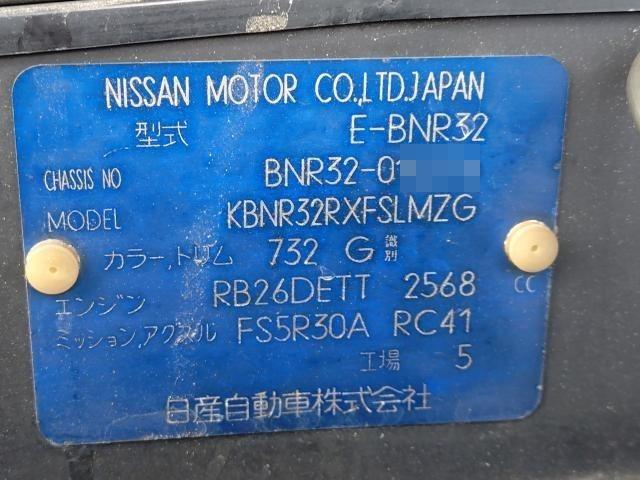 NISSAN MOTOR CO.,LTD.JAPAN
型式 E-BNR32
CHASSIS NO BNR32-01
MODEL KBNR32RXFSLMZG
カラー,トリム 732 G 識別
エンジン RB26DETT 2568 CC
ミッション,アクスル FS5R30A RC41
工場 5
日産自動車株式会社